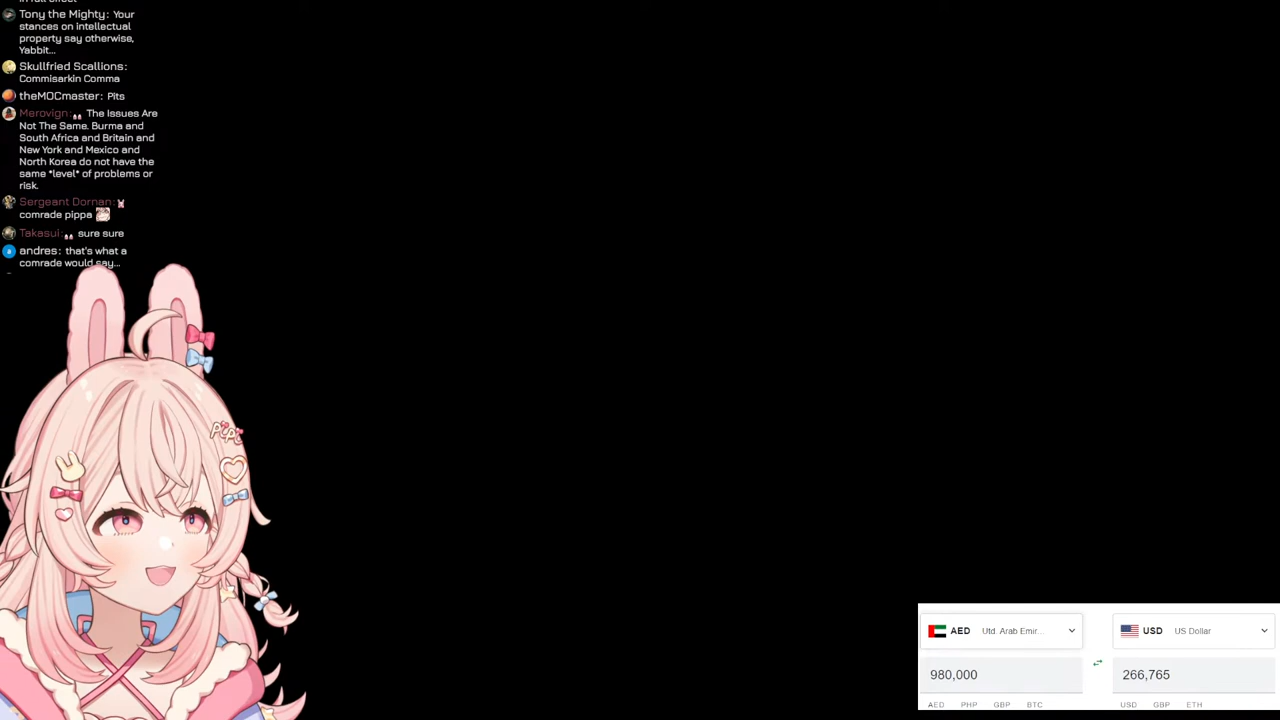 in full effect
Tony the Mighty: Your
stances on intellectual
property say otherwise,
Yabbit...
Skullfried Scallions:
Commisarkin Comma
theMOCmaster: Pits
Merovign: The Issues Are
Not The Same. Burma and
South Africa and Britain and
New York and Mexico and
North Korea do not have the
same *level* of problems or
risk.
Sergeant Dornan:
comrade pippa
Takasui: sure sure
a andres: that's what a
comrade would say...
AED Utd. Arab Emir...
USD US Dollar
980,000
266,765
AED PHP GBP BTC
USD GBP ETH